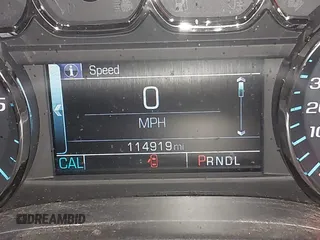 Speed
0
MPH
114919 mi
CAL
PRNDL
DREAMBID